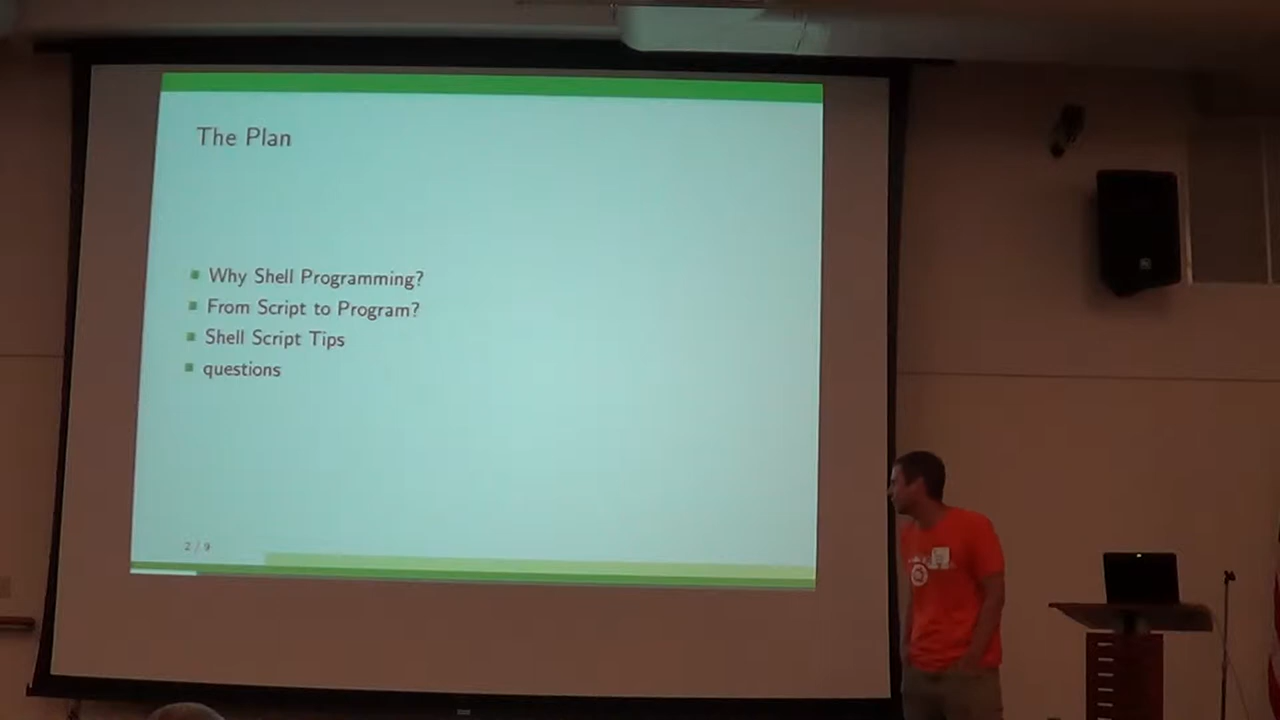 The Plan
Why Shell Programming?
From Script to Program?
Shell Script Tips
questions
2 / 9